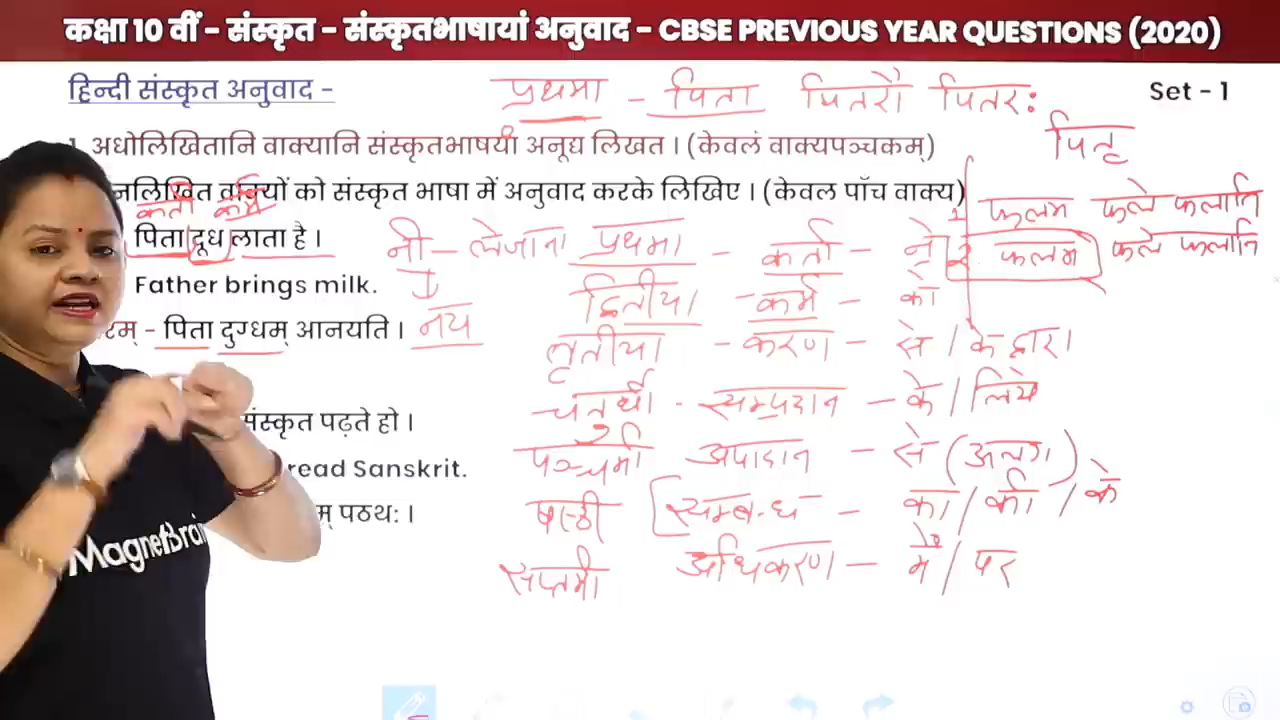 कक्षा 10 वीं - संस्कृत - संस्कृतभाषायां अनुवाद - CBSE PREVIOUS YEAR QUESTIONS (2020)
हिन्दी संस्कृत अनुवाद -
प्रथमा - पिता पितरौ पितरः
Set - 1
पितृ
अधोलिखितानि वाक्यानि संस्कृतभाषयां अनूद्य लिखत । (केवलं वाक्यपञ्चकम्)
नलिखित वाक्यों को संस्कृत भाषा में अनुवाद करके लिखिए । (केवल पाँच वाक्य)
कर्ता कर्म
1 फलम फले फलानि
पिता दूध लाता है ।
नी - लेजाना प्रथमा - कर्ता - ने
2 फलम फले फलानि
Father brings milk.
द्वितीया - कर्म - को
रम् - पिता दुग्धम् आनयति । नय
तृतीया - करण - से / के द्वारा
चतुर्थी - सम्प्रदान - के / लिये
संस्कृत पढ़ते हो ।
पञ्चमी अपादान - से (अलग)
read Sanskrit.
षष्ठी सम्बन्ध - का / की / के
म् पठथः ।
सप्तमी अधिकरण - में / पर
MagnetBrain